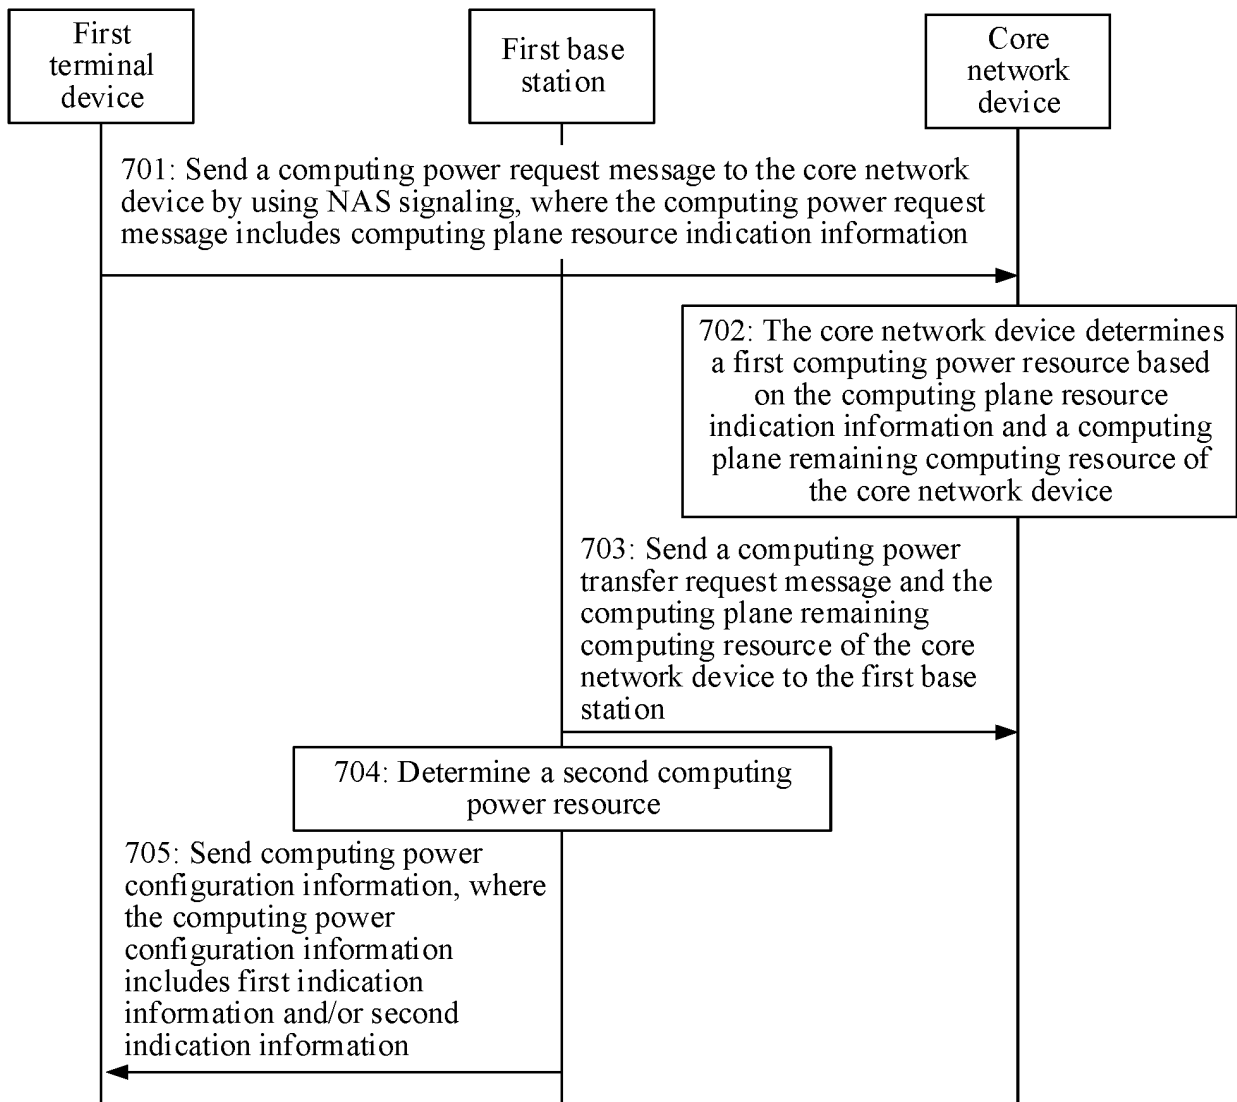 First
terminal
device
First base
station
Core
network
device
701: Send a computing power request message to the core network
device by using NAS signaling, where the computing power request
message includes computing plane resource indication information
702: The core network device determines
a first computing power resource based
on the computing plane resource
indication information and a computing
plane remaining computing resource of
the core network device
703: Send a computing power
transfer request message and the
computing plane remaining
computing resource of the core
network device to the first base
station
704: Determine a second computing
power resource
705: Send computing power
configuration information, where
the computing power
configuration information
includes first indication
information and/or second
indication information